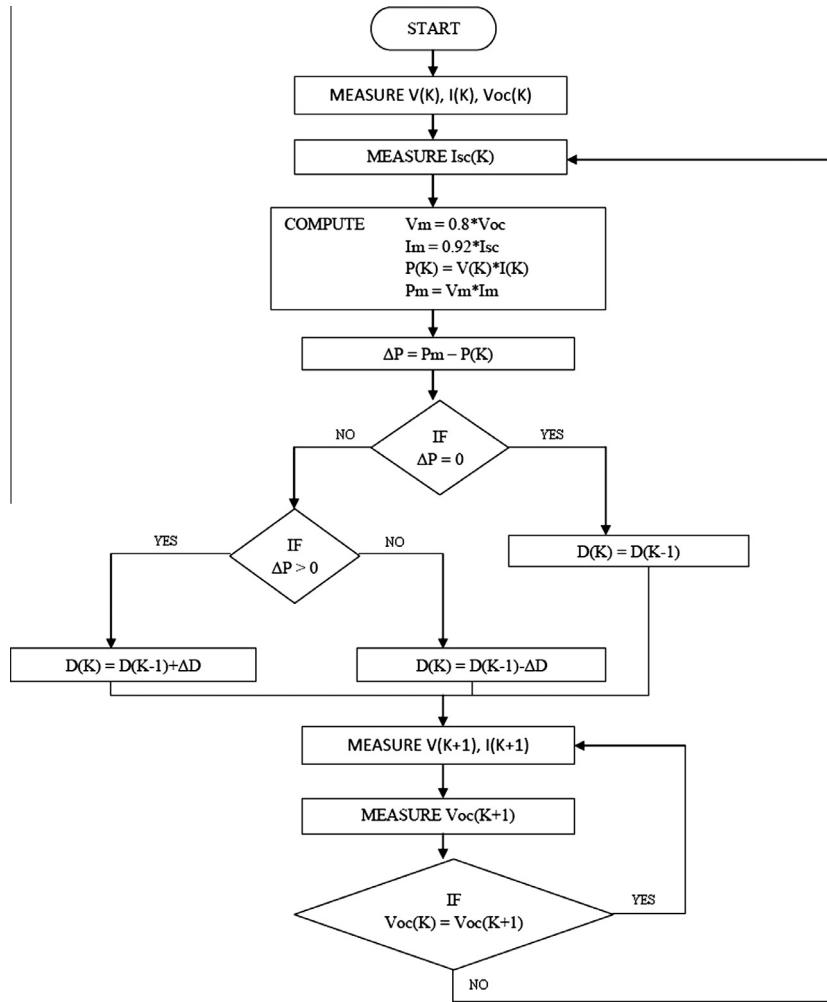 START
MEASURE V(K), I(K), Voc(K)
MEASURE Isc(K)
COMPUTE Vm = 0.8*Voc
Im = 0.92*Isc
P(K) = V(K)*I(K)
Pm = Vm*Im
ΔP = Pm – P(K)
IF
ΔP = 0
NO
YES
IF
ΔP > 0
YES
NO
D(K) = D(K-1)
D(K) = D(K-1)+ΔD
D(K) = D(K-1)-ΔD
MEASURE V(K+1), I(K+1)
MEASURE Voc(K+1)
IF
Voc(K) = Voc(K+1)
YES
NO